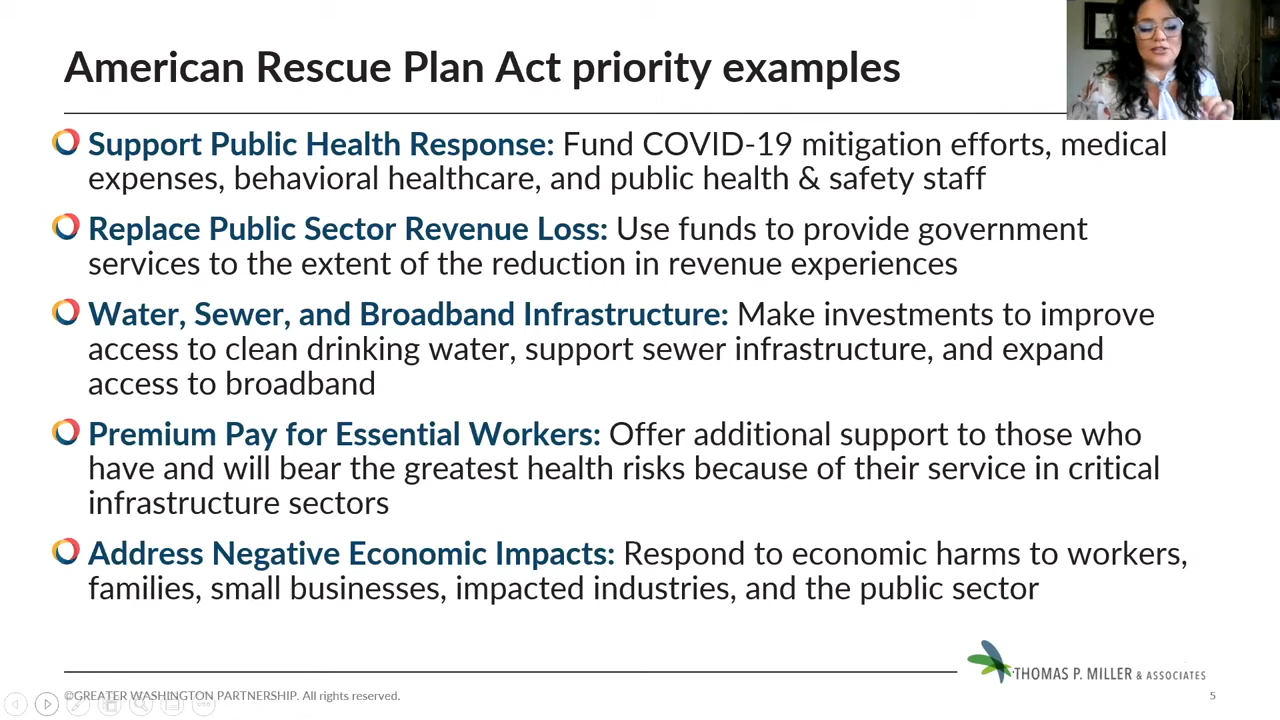 American Rescue Plan Act priority examples
Support Public Health Response: Fund COVID-19 mitigation efforts, medical
expenses, behavioral healthcare, and public health & safety staff
Replace Public Sector Revenue Loss: Use funds to provide government
services to the extent of the reduction in revenue experiences
Water, Sewer, and Broadband Infrastructure: Make investments to improve
access to clean drinking water, support sewer infrastructure, and expand
access to broadband
Premium Pay for Essential Workers: Offer additional support to those who
have and will bear the greatest health risks because of their service in critical
infrastructure sectors
Address Negative Economic Impacts: Respond to economic harms to workers,
families, small businesses, impacted industries, and the public sector
THOMAS P. MILLER & ASSOCIATES
©GREATER WASHINGTON PARTNERSHIP. All rights reserved.
5